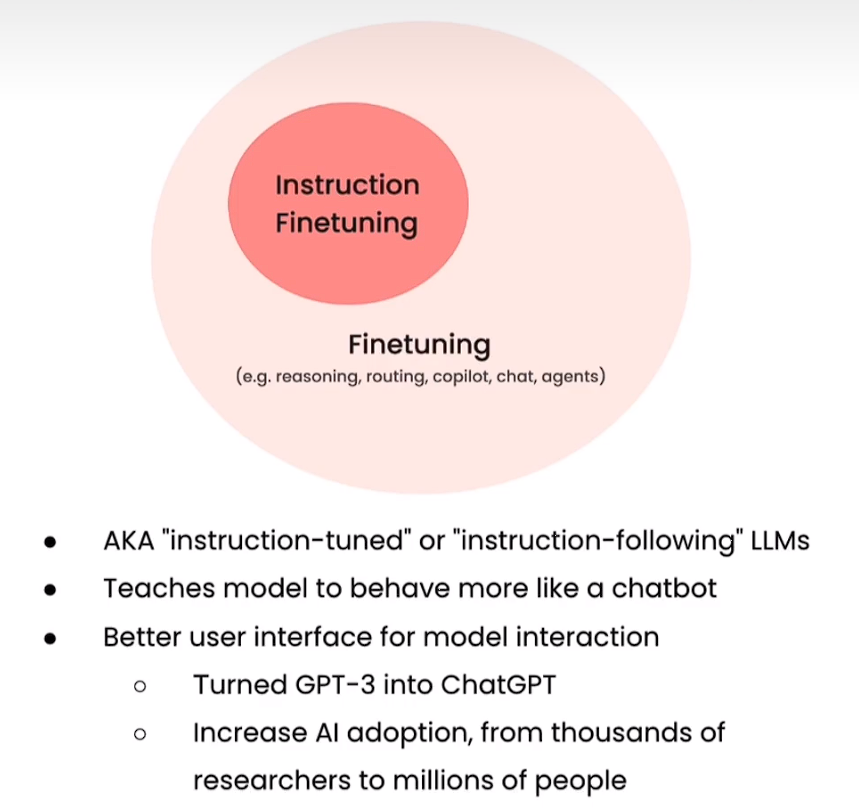 Instruction
Finetuning
Finetuning
(e.g. reasoning, routing, copilot, chat, agents)
● AKA "instruction-tuned" or "instruction-following" LLMs
● Teaches model to behave more like a chatbot
● Better user interface for model interaction
○ Turned GPT-3 into ChatGPT
○ Increase AI adoption, from thousands of
researchers to millions of people